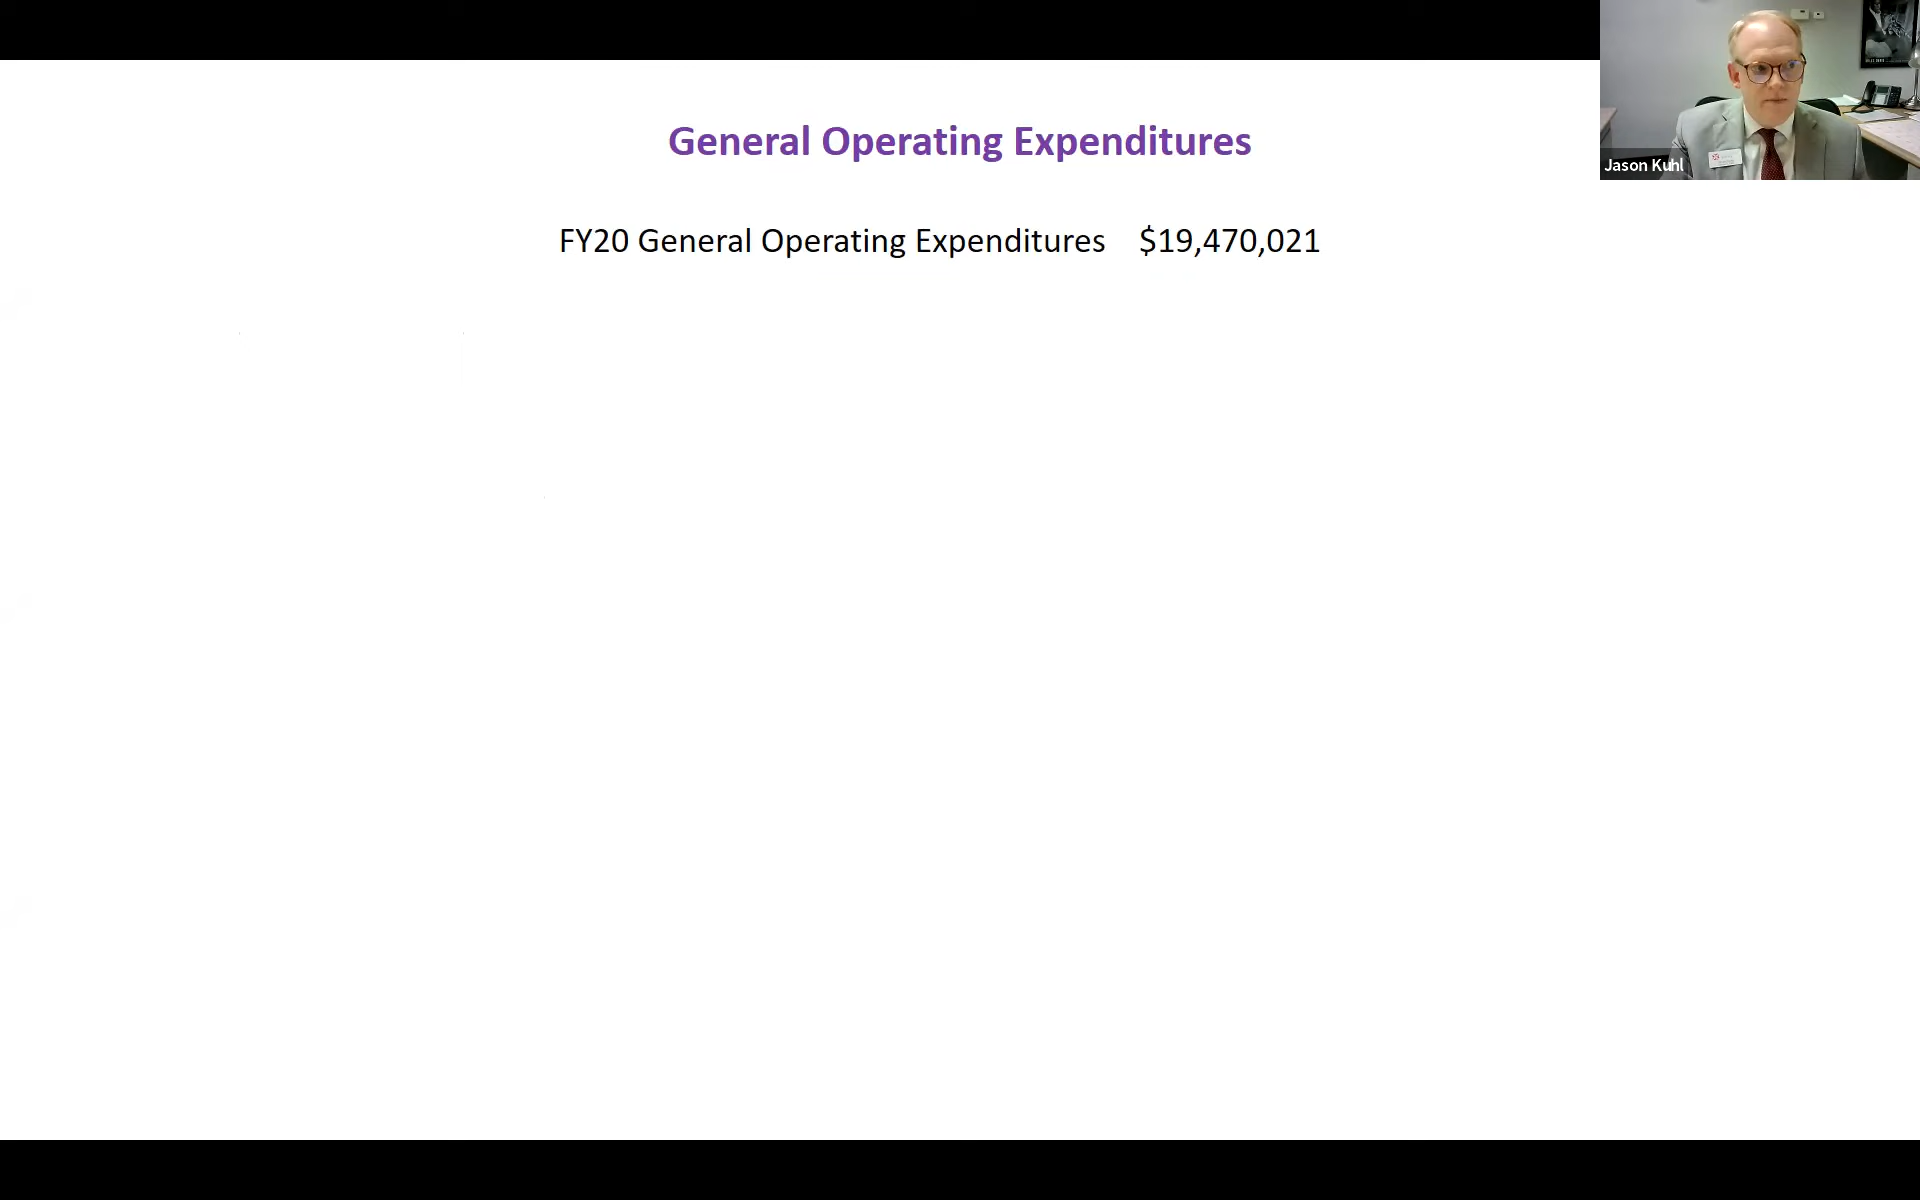 General Operating Expenditures
FY20 General Operating Expenditures $19,470,021
Jason Kuhl